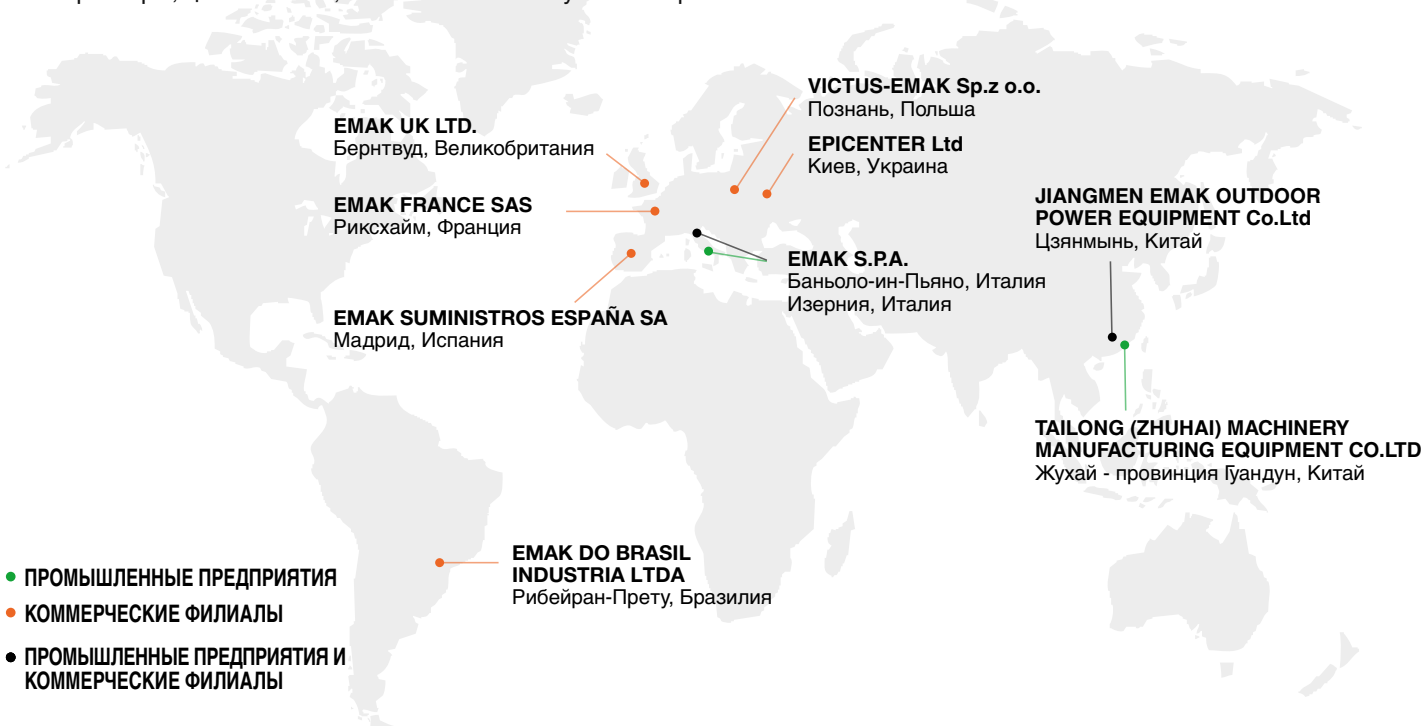 VICTUS-EMAK Sp.z o.o.
Познань, Польша
EMAK UK LTD.
Бернтвуд, Великобритания
EPICENTER Ltd
Киев, Украина
EMAK FRANCE SAS
Риксхайм, Франция
JIANGMEN EMAK OUTDOOR
POWER EQUIPMENT Co.Ltd
Цзянмынь, Китай
EMAK S.P.A.
Баньоло-ин-Пьяно, Италия
Изерния, Италия
EMAK SUMINISTROS ESPAÑA SA
Мадрид, Испания
TAILONG (ZHUHAI) MACHINERY
MANUFACTURING EQUIPMENT CO.LTD
Жухай - провинция Гуандун, Китай
EMAK DO BRASIL
INDUSTRIA LTDA
Рибейран-Прету, Бразилия
ПРОМЫШЛЕННЫЕ ПРЕДПРИЯТИЯ
КОММЕРЧЕСКИЕ ФИЛИАЛЫ
ПРОМЫШЛЕННЫЕ ПРЕДПРИЯТИЯ И
КОММЕРЧЕСКИЕ ФИЛИАЛЫ